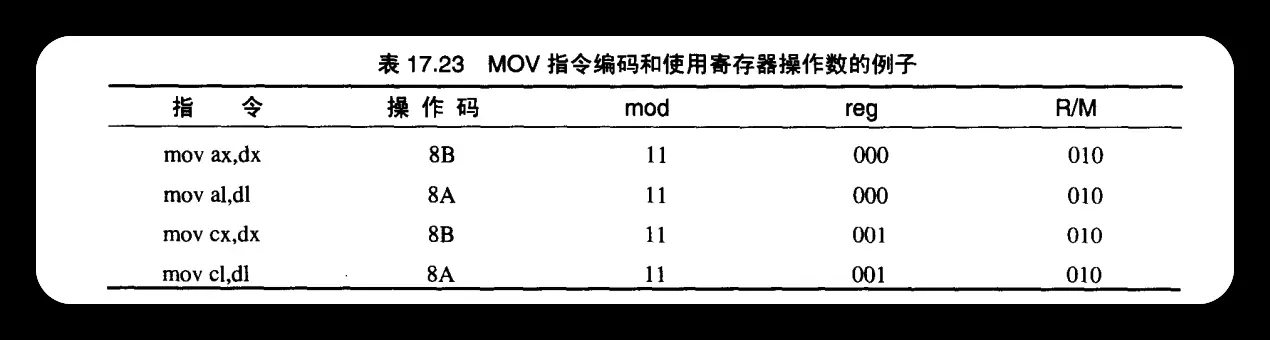 表 17.23 MOV 指令编码和使用寄存器操作数的例子
指 令 操 作 码 mod reg R/M
mov ax,dx 8B 11 000 010
mov al,dl 8A 11 000 010
mov cx,dx 8B 11 001 010
mov cl,dl 8A 11 001 010